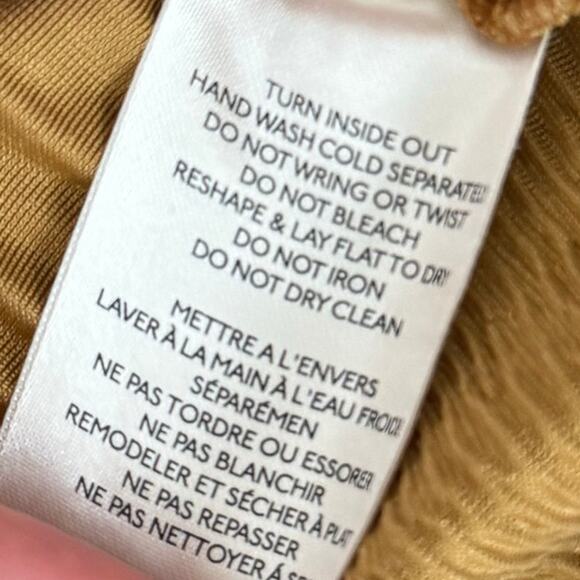 TURN INSIDE OUT
HAND WASH COLD SEPARATELY
DO NOT WRING OR TWIST
DO NOT BLEACH
RESHAPE & LAY FLAT TO DRY
DO NOT IRON
DO NOT DRY CLEAN
METTRE A L'ENVERS
LAVER À LA MAIN À L'EAU FROIDE
SÉPARÉMEN
NE PAS TORDRE OU ESSORER
NE PAS BLANCHIR
REMODELER ET SÉCHER À PLAT
NE PAS REPASSER
NE PAS NETTOYER À